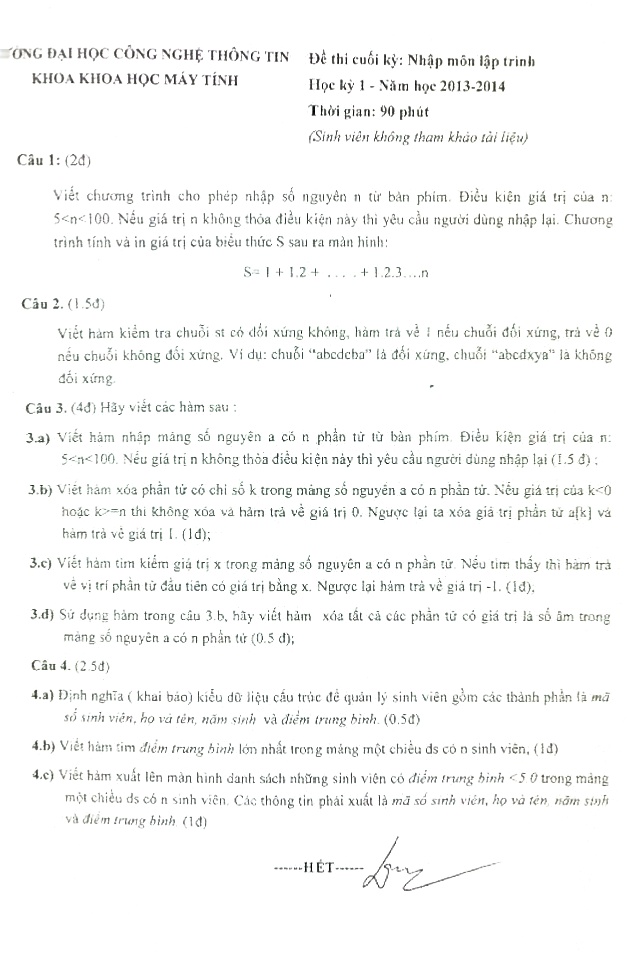 ƯỜNG ĐẠI HỌC CÔNG NGHỆ THÔNG TIN
KHOA KHOA HỌC MÁY TÍNH
Đề thi cuối kỳ: Nhập môn lập trình
Học kỳ 1 - Năm học 2013-2014
Thời gian: 90 phút
(Sinh viên không tham khảo tài liệu)
Câu 1: (2đ)
Viết chương trình cho phép nhập số nguyên n từ bàn phím. Điều kiện giá trị của n:
5<n<100. Nếu giá trị n không thỏa điều kiện này thì yêu cầu người dùng nhập lại. Chương
trình tính và in giá trị của biểu thức S sau ra màn hình:
S= 1 + 1.2 + . . . . + 1.2.3....n
Câu 2. (1.5đ)
Viết hàm kiểm tra chuỗi st có đối xứng không, hàm trả về 1 nếu chuỗi đối xứng, trả về 0
nếu chuỗi không đối xứng. Ví dụ: chuỗi “abcdcba” là đối xứng, chuỗi “abcdxya” là không
đối xứng.
Câu 3. (4đ) Hãy viết các hàm sau :
3.a) Viết hàm nhập mảng số nguyên a có n phần tử từ bàn phím. Điều kiện giá trị của n:
5<n<100. Nếu giá trị n không thỏa điều kiện này thì yêu cầu người dùng nhập lại (1.5 đ) ;
3.b) Viết hàm xóa phần tử có chỉ số k trong mảng số nguyên a có n phần tử. Nếu giá trị của k<0
hoặc k>=n thì không xóa và hàm trả về giá trị 0. Ngược lại ta xóa giá trị phần tử a[k] và
hàm trả về giá trị 1. (1đ);
3.c) Viết hàm tìm kiếm giá trị x trong mảng số nguyên a có n phần tử. Nếu tìm thấy thì hàm trả
về vị trí phần tử đầu tiên có giá trị bằng x. Ngược lại hàm trả về giá trị -1. (1đ);
3.d) Sử dụng hàm trong câu 3.b, hãy viết hàm xóa tất cả các phần tử có giá trị là số âm trong
mảng số nguyên a có n phần tử (0.5 đ);
Câu 4. (2.5đ)
4.a) Định nghĩa ( khai báo) kiểu dữ liệu cấu trúc để quản lý sinh viên gồm các thành phần là mã
số sinh viên, họ và tên, năm sinh và điểm trung bình. (0.5đ)
4.b) Viết hàm tìm điểm trung bình lớn nhất trong mảng một chiều ds có n sinh viên, (1đ)
4.c) Viết hàm xuất lên màn hình danh sách những sinh viên có điểm trung bình <5.0 trong mảng
một chiều ds có n sinh viên. Các thông tin phải xuất là mã số sinh viên, họ và tên, năm sinh
và điểm trung bình. (1đ)
------HẾT------